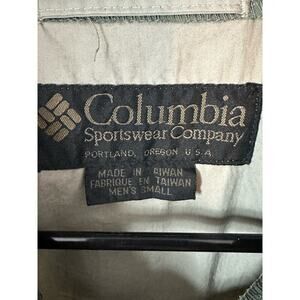 Columbia
Sportswear Company
PORTLAND, OREGON U.S.A.
MADE IN TAIWAN
FABRIQUE EN TAIWAN
MEN'S SMALL